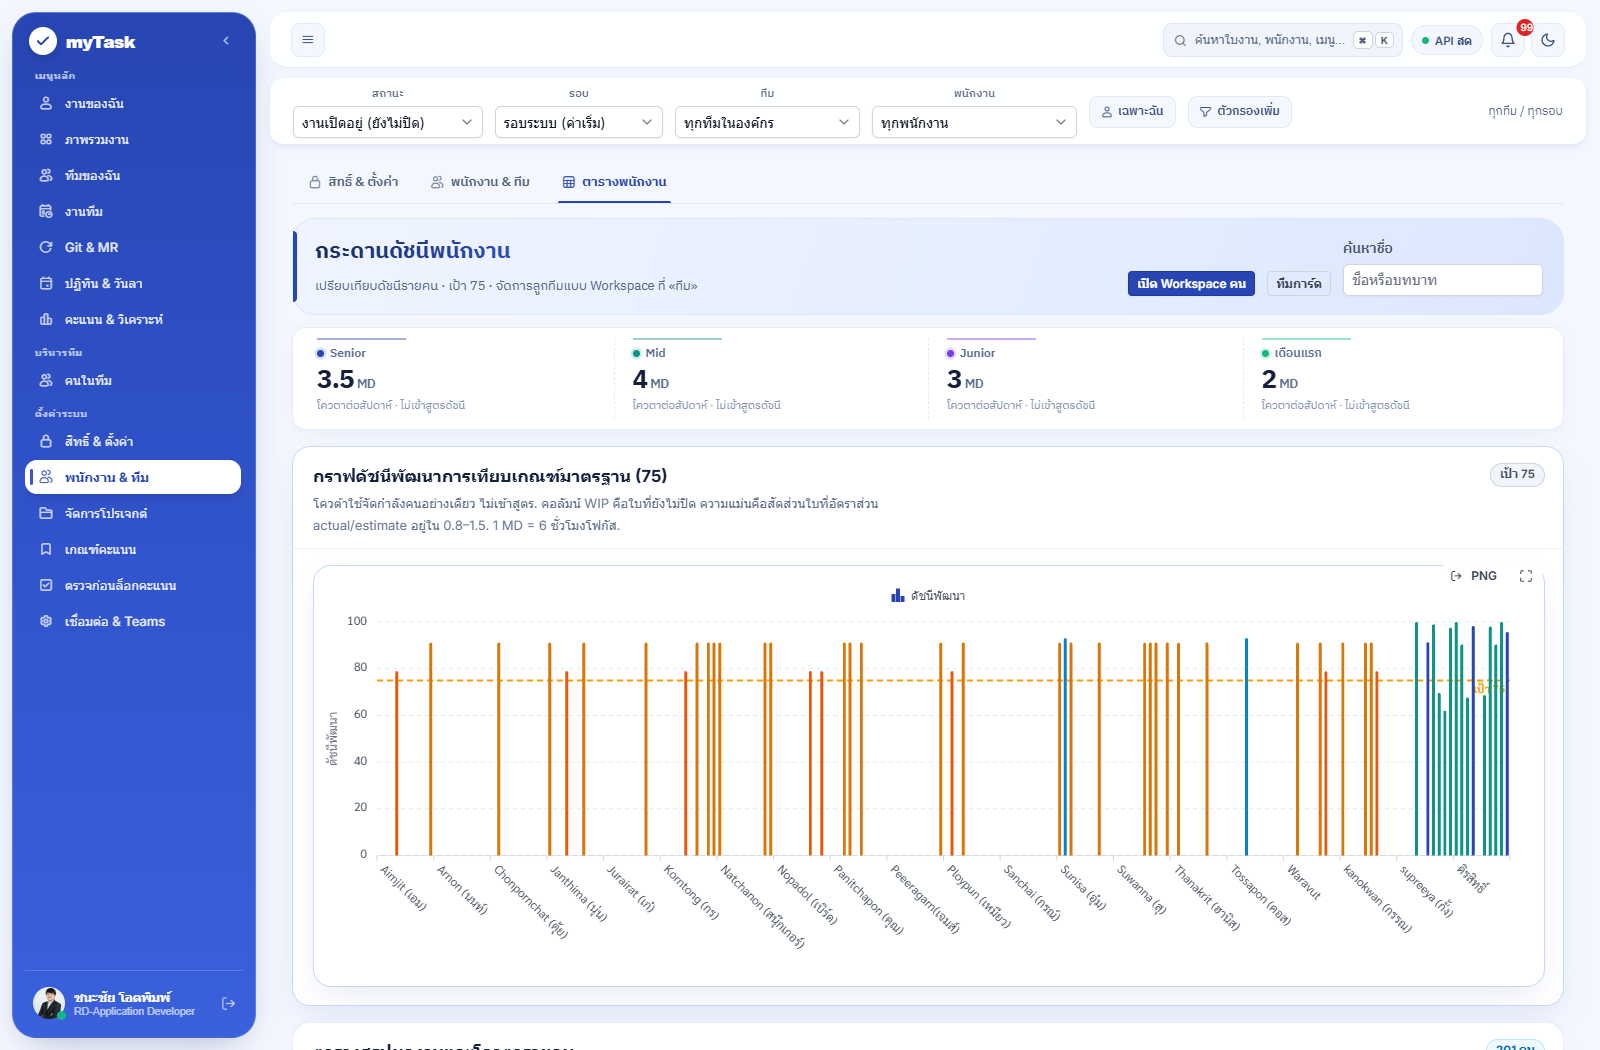 myTask
เมนูหลัก
งานของฉัน
ภาพรวมงาน
ทีมของฉัน
งานทีม
Git & MR
ปฏิทิน & วันลา
คะแนน & วิเคราะห์
บริหารทีม
คนในทีม
ตั้งค่าระบบ
สิทธิ์ & ตั้งค่า
พนักงาน & ทีม
จัดการโปรเจกต์
เกณฑ์คะแนน
ตรวจก่อนล็อกคะแนน
เชื่อมต่อ & Teams
ชนะชัย โอตพิมพ์
RD-Application Developer
ค้นหาใบงาน, พนักงาน, เมนู... ⌘ K
API สด
99
สถานะ รอบ ทีม พนักงาน
งานเปิดอยู่ (ยังไม่ปิด) รอบระบบ (ค่าเริ่ม) ทุกทีมในองค์กร ทุกพนักงาน เฉพาะฉัน ตัวกรองเพิ่ม ทุกทีม / ทุกรอบ
สิทธิ์ & ตั้งค่า พนักงาน & ทีม ตารางพนักงาน
กระดานดัชนีพนักงาน
เปรียบเทียบดัชนีรายคน · เป้า 75 · จัดการลูกทีมแบบ Workspace ที่ «ทีม»
เปิด Workspace คน ทีมการ์ด
ค้นหาชื่อ
ชื่อหรือบทบาท
Senior
3.5 MD
โควตาต่อสัปดาห์ · ไม่เข้าสูตรดัชนี
Mid
4 MD
โควตาต่อสัปดาห์ · ไม่เข้าสูตรดัชนี
Junior
3 MD
โควตาต่อสัปดาห์ · ไม่เข้าสูตรดัชนี
เดือนแรก
2 MD
โควตาต่อสัปดาห์ · ไม่เข้าสูตรดัชนี
กราฟดัชนีพัฒนาการเทียบเกณฑ์มาตรฐาน (75)
เป้า 75
โควต้าใช้จัดกำลังคนอย่างเดียว ไม่เข้าสูตร. คอลัมน์ WIP คือใบที่ยังไม่ปิด ความแม่นคือสัดส่วนใบที่อัตราส่วน
actual/estimate อยู่ใน 0.8–1.5. 1 MD = 6 ชั่วโมงโฟกัส.
PNG
ดัชนีพัฒนา
100
80
60
40
20
0
ดัชนีพัฒนา
Aimjit (เอม)
Arnon (นนท์)
Chonpornchat (ตุ้ย)
Janthima (นุ่น)
Jurairat (เก๋)
Korntong (กร)
Natchanon (สนุ๊กเกอร์)
Nopadol (เบิร์ด)
Panitchapon (คุณ)
Peeeragarn(เจมส์)
Ploypun (เหมียว)
Sanchai (กรณ์)
Sunisa (อุ๋ม)
Suwanna (สุ)
Thanakrit (ฮานิส)
Tossapon (คอส)
Waravut
kanokwan (กรรณ)
supreeya (กิ้ง)
ศิรสิทธิ์